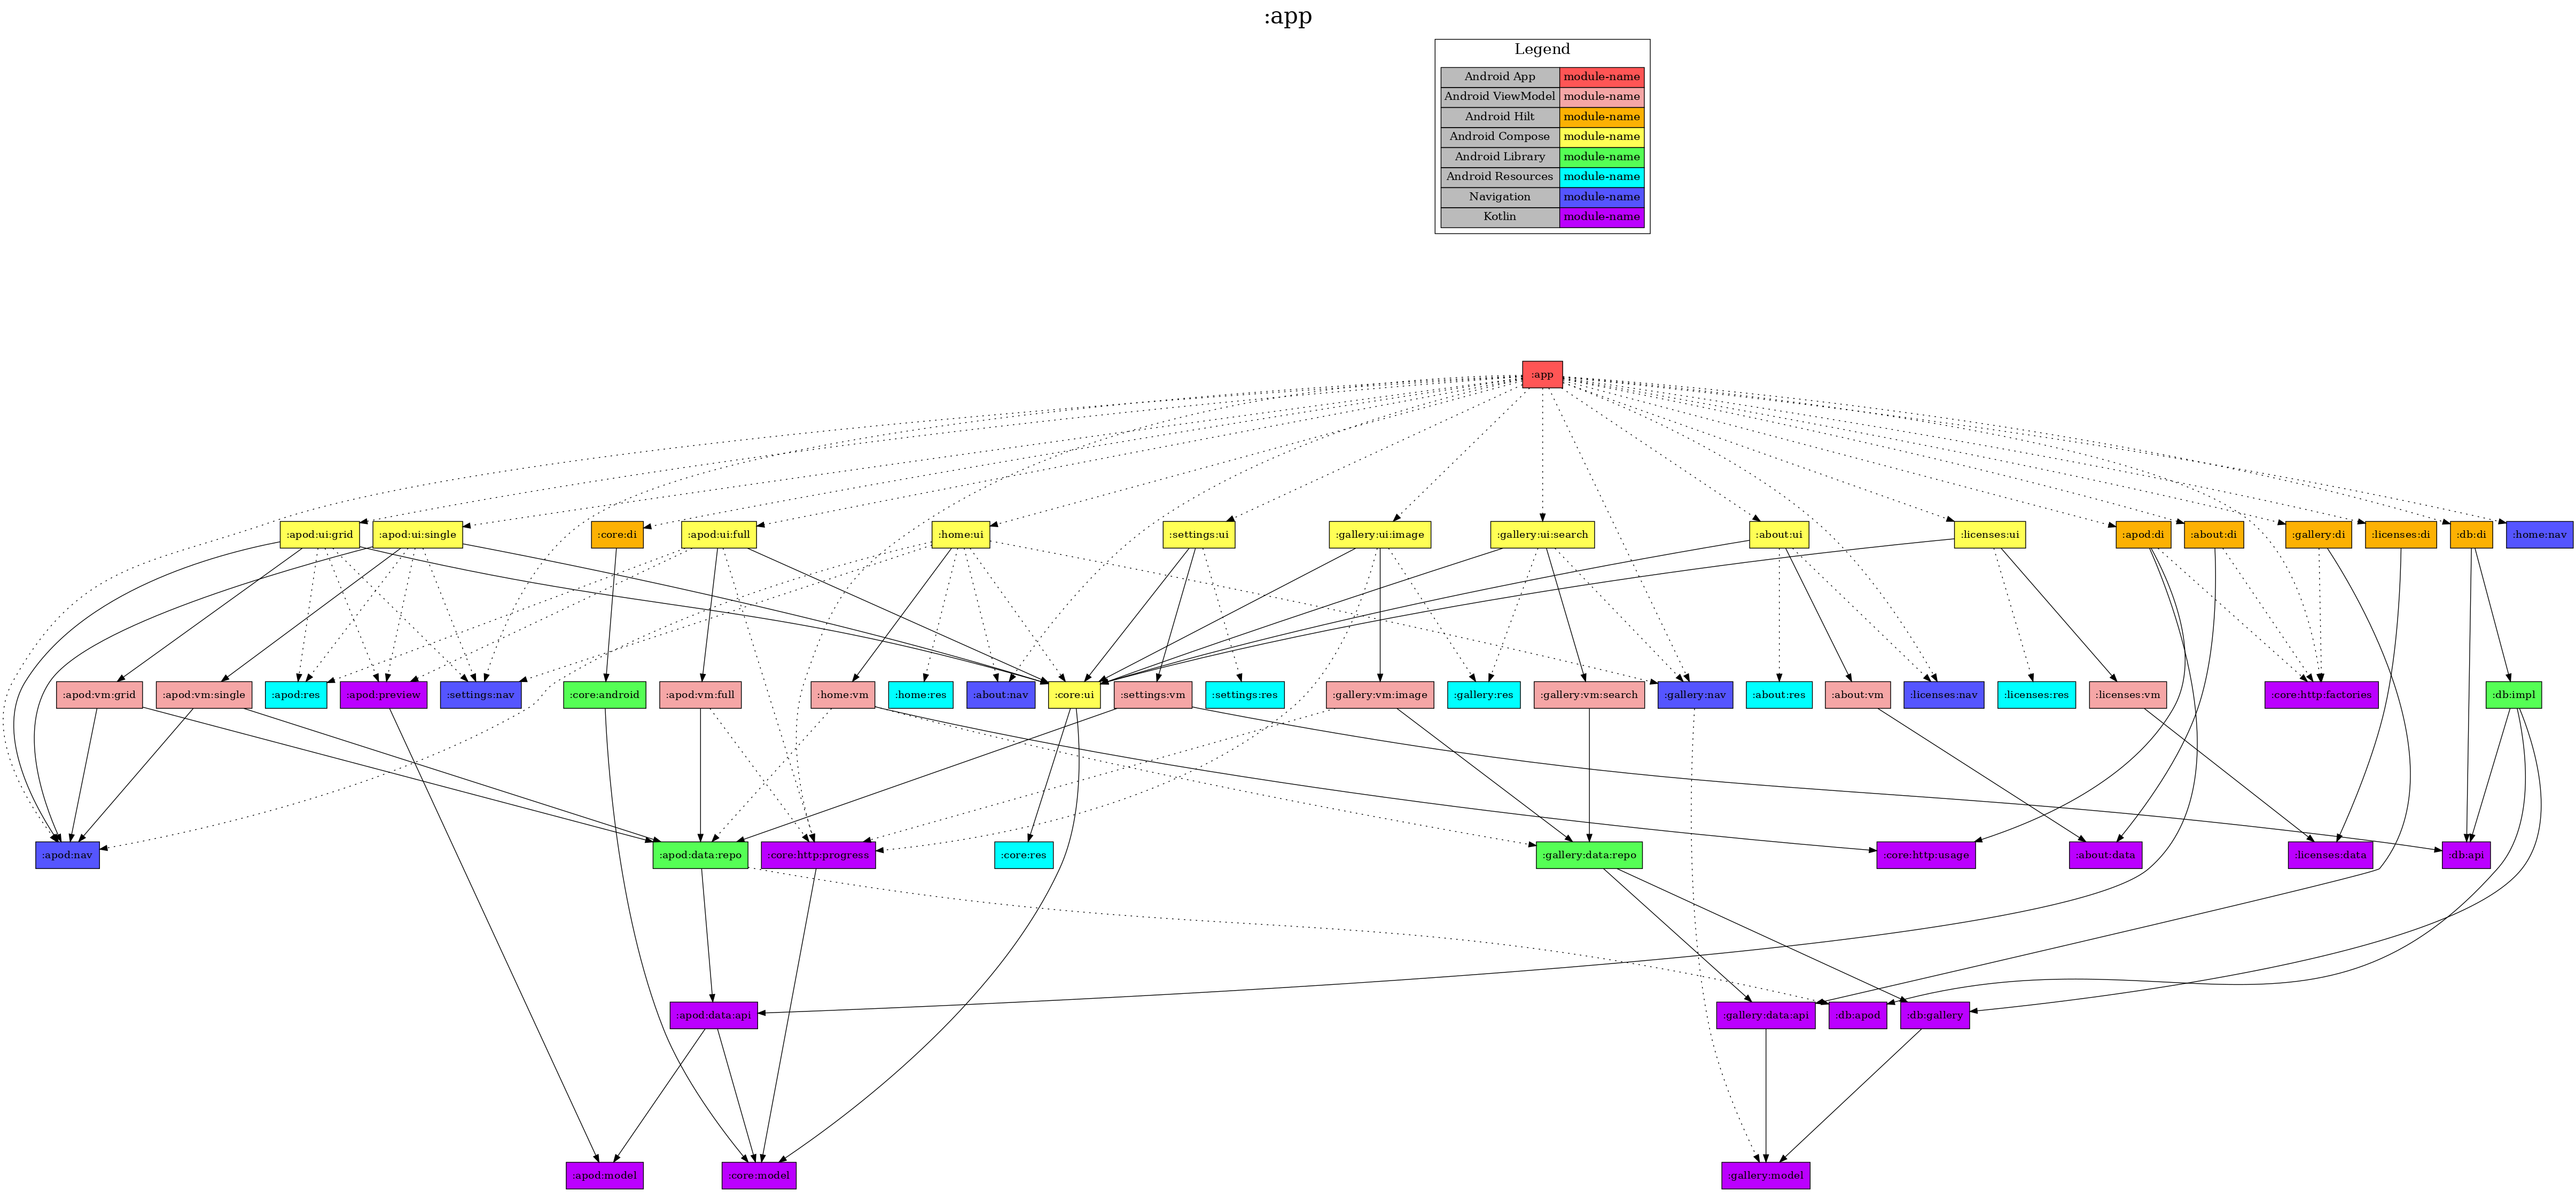 :app
Legend
Android App module-name
Android ViewModel module-name
Android Hilt module-name
Android Compose module-name
Android Library module-name
Android Resources module-name
Navigation module-name
Kotlin module-name
:app
:apod:ui:grid :apod:ui:single :core:di :apod:ui:full :home:ui :settings:ui :gallery:ui:image :gallery:ui:search :about:ui :licenses:ui :apod:di :about:di :gallery:di :licenses:di :db:di :home:nav
:apod:vm:grid :apod:vm:single :apod:res :apod:preview :settings:nav :core:android :apod:vm:full :home:vm :home:res :about:nav :core:ui :settings:vm :settings:res :gallery:vm:image :gallery:res :gallery:vm:search :gallery:nav :about:res :about:vm :licenses:nav :licenses:res :licenses:vm :core:http:factories :db:impl
:apod:nav :apod:data:repo :core:http:progress :core:res :gallery:data:repo :core:http:usage :about:data :licenses:data :db:api
:apod:data:api :gallery:data:api :db:apod :db:gallery
:apod:model :core:model :gallery:model